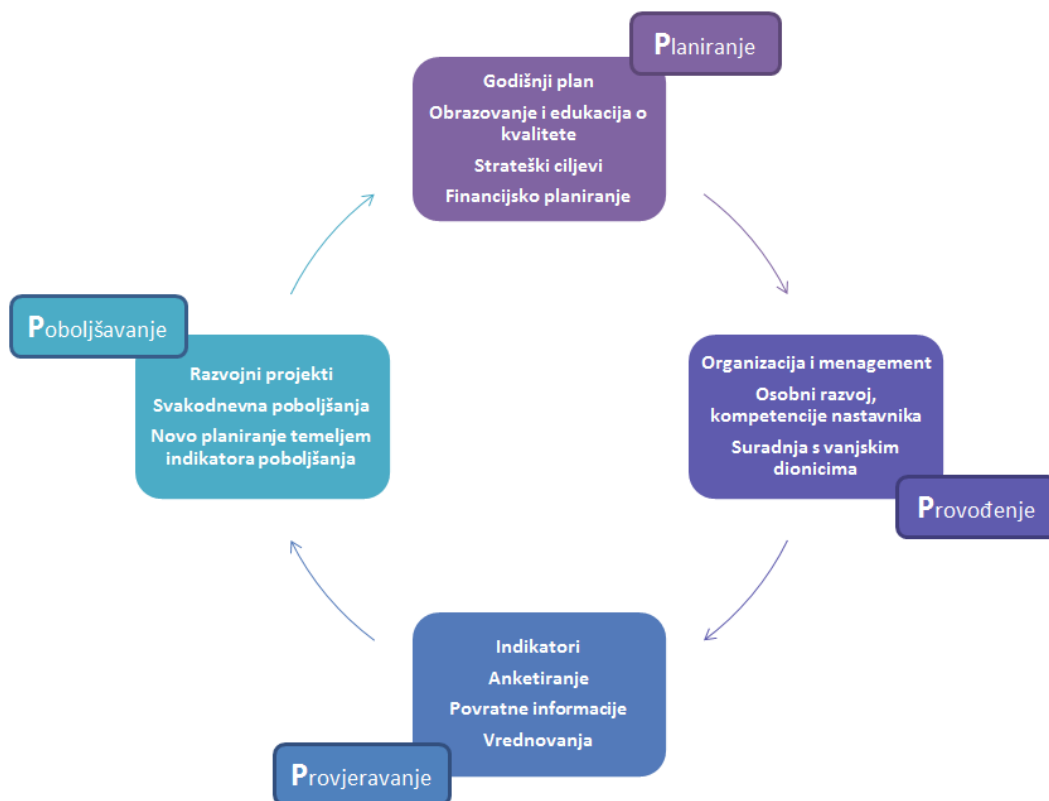 Planiranje
Godišnji plan
Obrazovanje i edukacija o
kvalitete
Strateški ciljevi
Financijsko planiranje
Poboljšavanje
Razvojni projekti
Svakodnevna poboljšanja
Novo planiranje temeljem
indikatora poboljšanja
Organizacija i menagement
Osobni razvoj,
kompetencije nastavnika
Suradnja s vanjskim
dionicima
Provođenje
Indikatori
Anketiranje
Povratne informacije
Vrednovanja
Provjeravanje